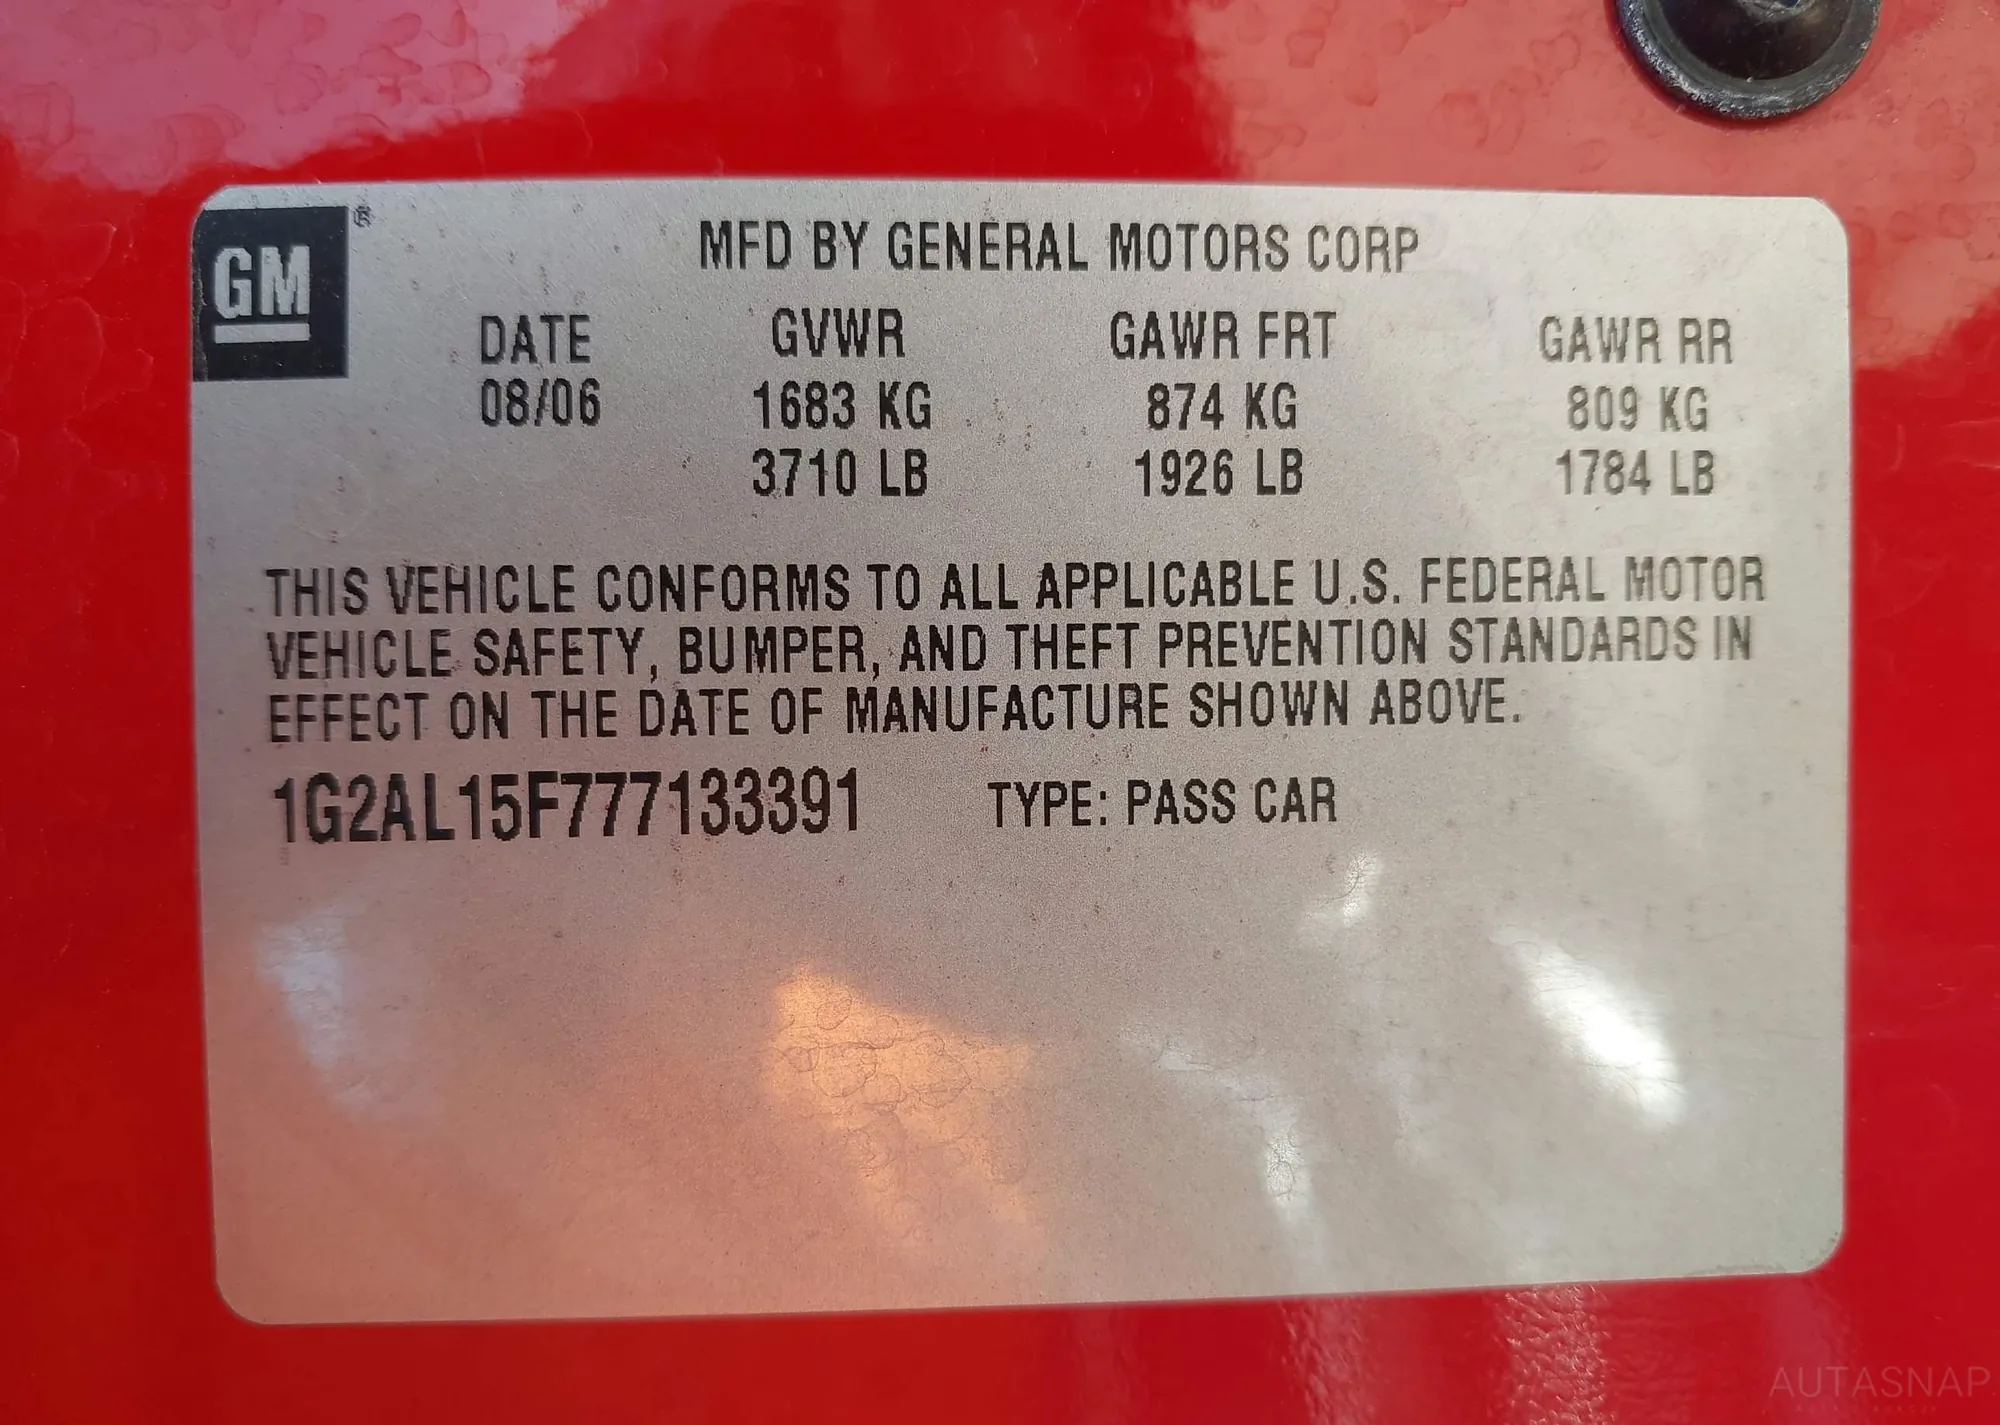 GM ®
MFD BY GENERAL MOTORS CORP
DATE GVWR GAWR FRT GAWR RR
08/06 1683 KG 874 KG 809 KG
3710 LB 1926 LB 1784 LB
THIS VEHICLE CONFORMS TO ALL APPLICABLE U.S. FEDERAL MOTOR
VEHICLE SAFETY, BUMPER, AND THEFT PREVENTION STANDARDS IN
EFFECT ON THE DATE OF MANUFACTURE SHOWN ABOVE.
1G2AL15F777133391 TYPE: PASS CAR
AUTASNAP